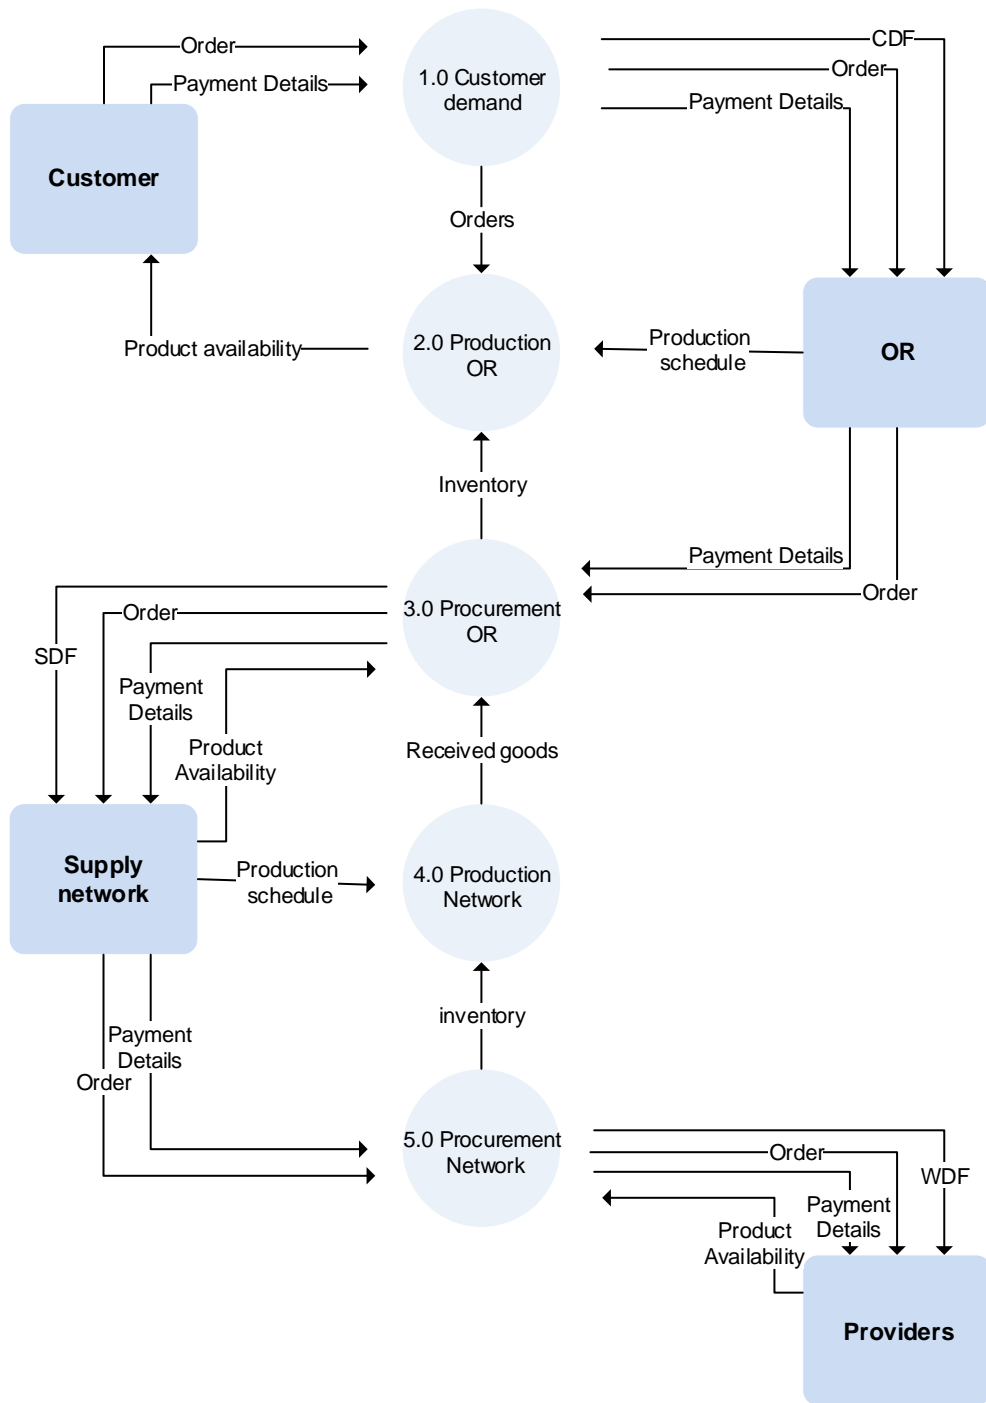 Order
CDF
Order
Payment Details
1.0 Customer
demand
Payment Details
Customer
Orders
Product availability
2.0 Production
OR
Production
schedule
OR
Inventory
Payment Details
Order
3.0 Procurement
OR
Order
SDF
Payment
Details
Product
Availability
Received goods
Supply
network
Production
schedule
4.0 Production
Network
inventory
Payment
Details
Order
5.0 Procurement
Network
Order
WDF
Payment
Details
Product
Availability
Providers